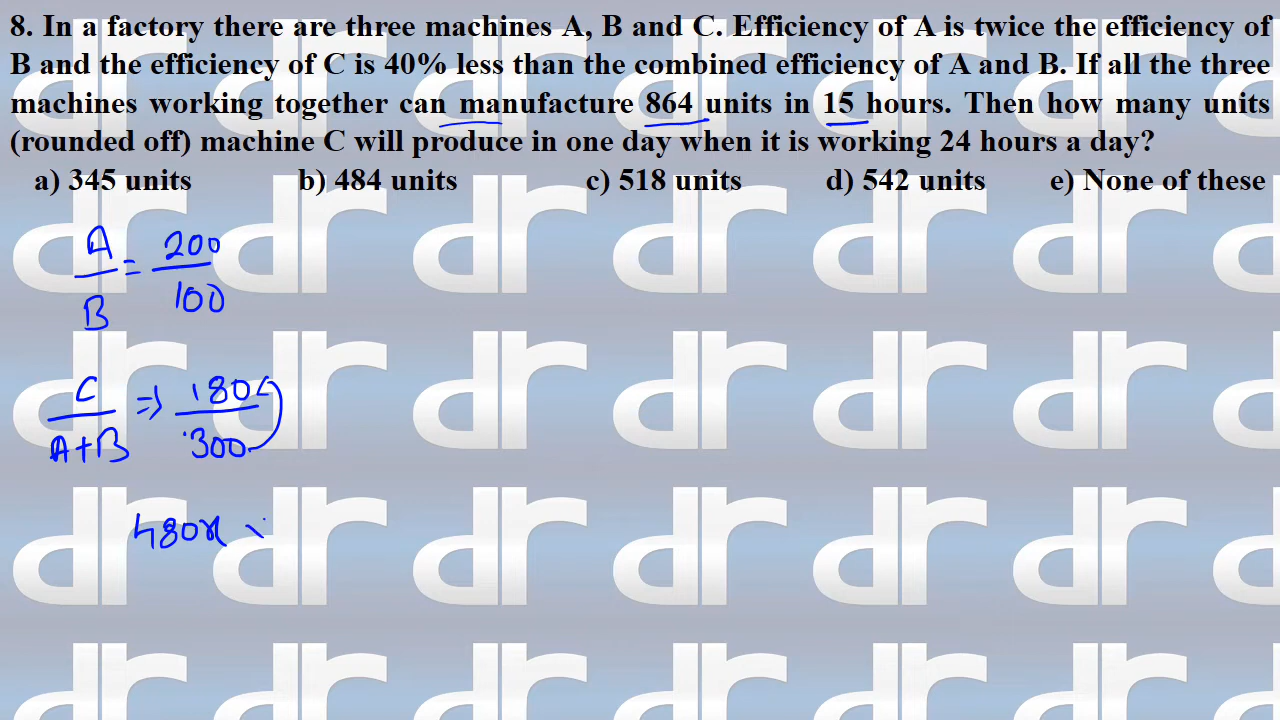 8. In a factory there are three machines A, B and C. Efficiency of A is twice the efficiency of
B and the efficiency of C is 40% less than the combined efficiency of A and B. If all the three
machines working together can manufacture 864 units in 15 hours. Then how many units
(rounded off) machine C will produce in one day when it is working 24 hours a day?
a) 345 units b) 484 units c) 518 units d) 542 units e) None of these
A/B = 200/100
C/A+B ⇒ 180/300
480x ×